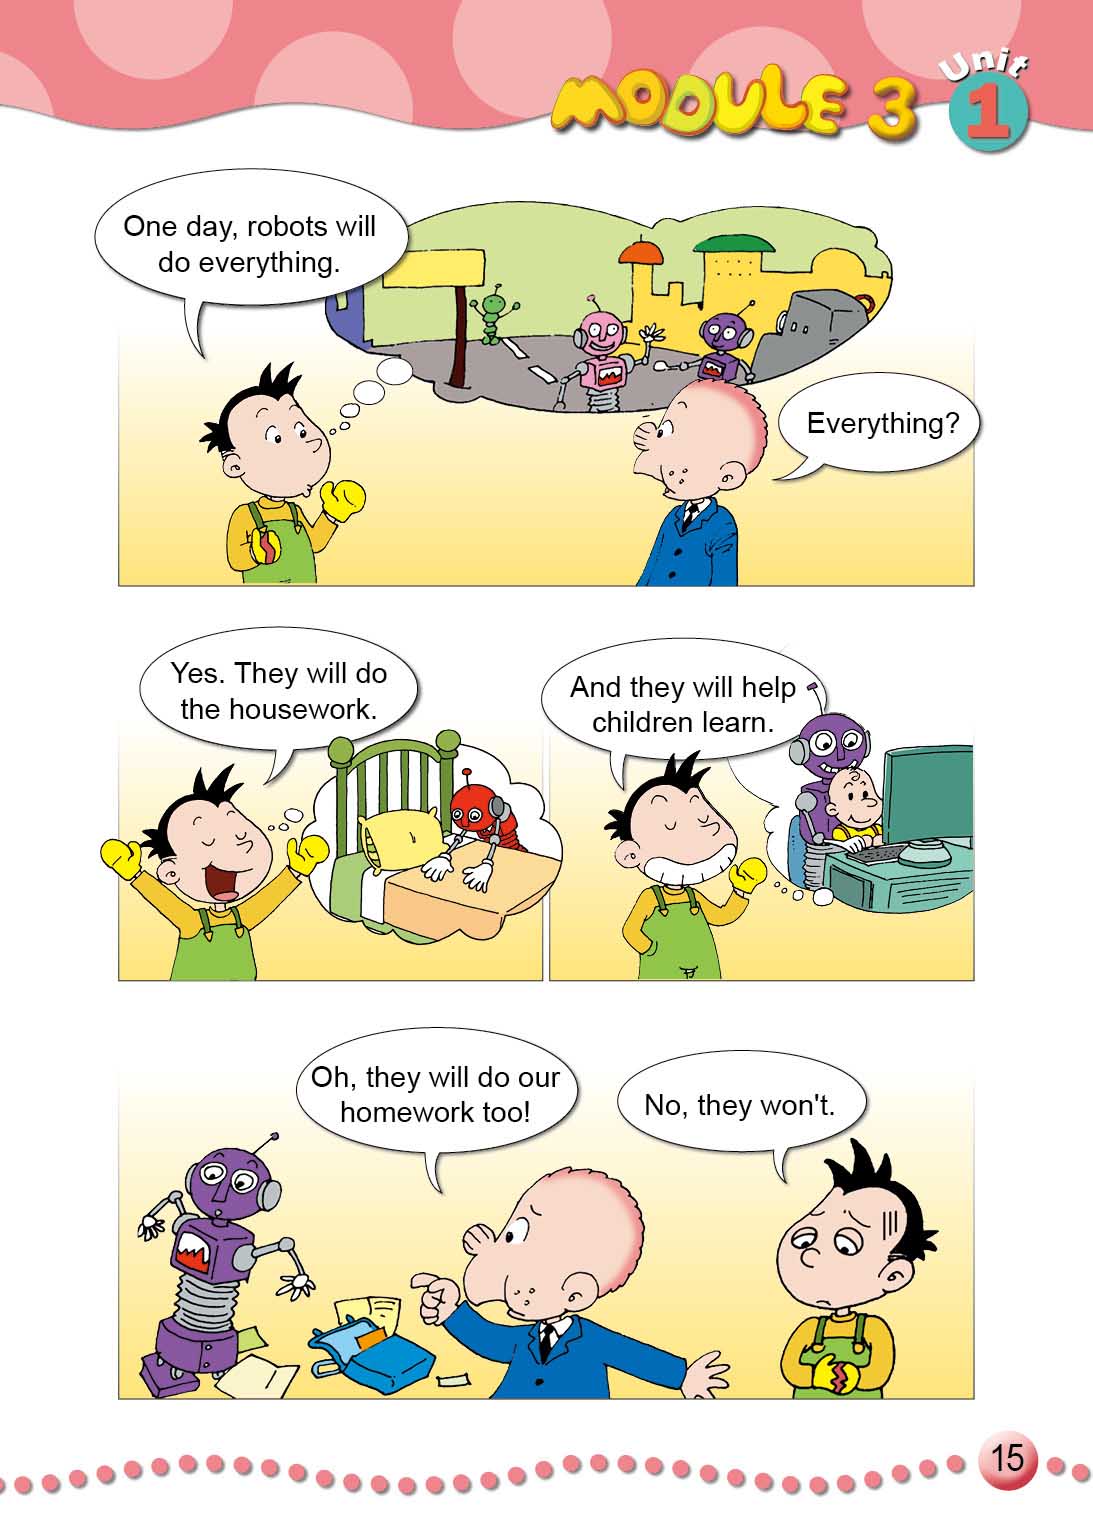 MODULE 3
Unit
1
One day, robots will
do everything.
Everything?
Yes. They will do
the housework.
And they will help
children learn.
Oh, they will do our
homework too!
No, they won't.
15